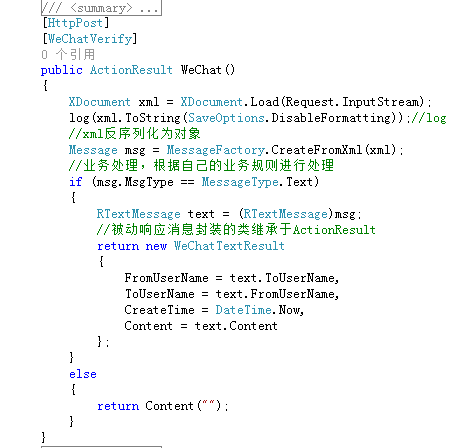 /// <summary> ...
[HttpPost]
[WeChatVerify]
0 个引用
public ActionResult WeChat()
{
XDocument xml = XDocument.Load(Request.InputStream);
log(xml.ToString(SaveOptions.DisableFormatting));//log
//xml反序列化为对象
Message msg = MessageFactory.CreateFromXml(xml);
//业务处理，根据自己的业务规则进行处理
if (msg.MsgType == MessageType.Text)
{
RTextMessage text = (RTextMessage)msg;
//被动响应消息封装的类继承于ActionResult
return new WeChatTextResult
{
FromUserName = text.ToUserName,
ToUserName = text.FromUserName,
CreateTime = DateTime.Now,
Content = text.Content
};
}
else
{
return Content("");
}
}